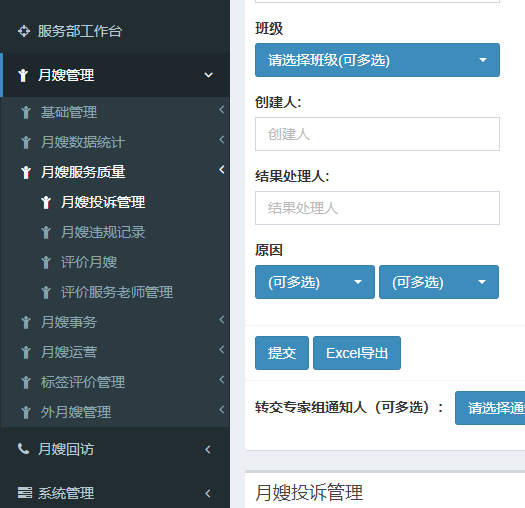 服务部工作台
月嫂管理
基础管理
月嫂数据统计
月嫂服务质量
月嫂投诉管理
月嫂违规记录
评价月嫂
评价服务老师管理
月嫂事务
月嫂运营
标签评价管理
外月嫂管理
月嫂回访
系统管理
班级
请选择班级(可多选)
创建人:
创建人
结果处理人:
结果处理人
原因
(可多选) (可多选)
提交 Excel导出
转交专家组通知人（可多选）： 请选择通
月嫂投诉管理